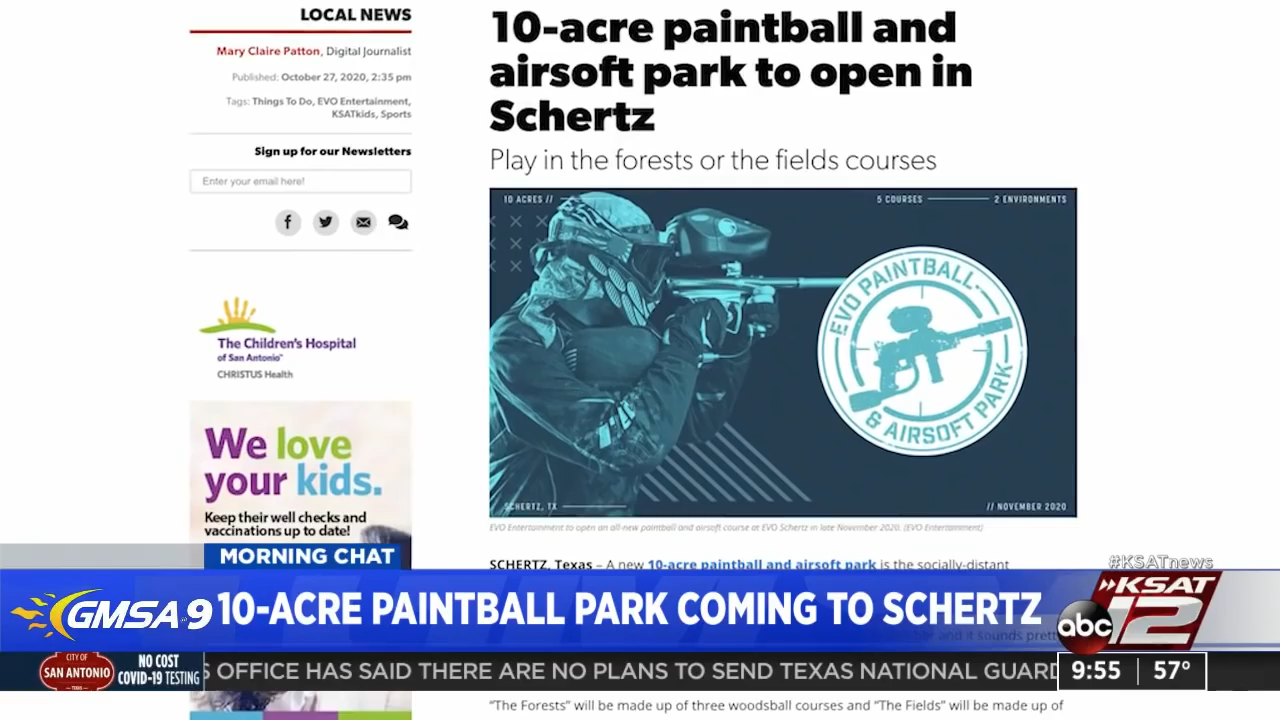 LOCAL NEWS
Mary Claire Patton, Digital Journalist
Published: October 27, 2020, 2:35 pm
Tags: Things To Do, EVO Entertainment,
KSATkids, Sports
Sign up for our Newsletters
Enter your email here!
The Children's Hospital
of San Antonio™
CHRISTUS Health
We love
your kids.
Keep their well checks and
vaccinations up to date!
10-acre paintball and
airsoft park to open in
Schertz
Play in the forests or the fields courses
10 ACRES //
5 COURSES
2 ENVIRONMENTS
EVO PAINTBALL
& AIRSOFT PARK
SCHERTZ, TX
// NOVEMBER 2020
EVO Entertainment to open an all-new paintball and airsoft course at EVO Schertz in late November 2020. (EVO Entertainment)
SCHERTZ, Texas – A new 10-acre paintball and airsoft park is the socially-distant
and it sounds prett
MORNING CHAT
#KSATnews
GMSA@9
10-ACRE PAINTBALL PARK COMING TO SCHERTZ
abc
KSAT
12
CITY OF
SAN ANTONIO
TEXAS
NO COST
COVID-19 TESTING
S OFFICE HAS SAID THERE ARE NO PLANS TO SEND TEXAS NATIONAL GUARD
9:55
57°
"The Forests" will be made up of three woodsball courses and "The Fields" will be made up of